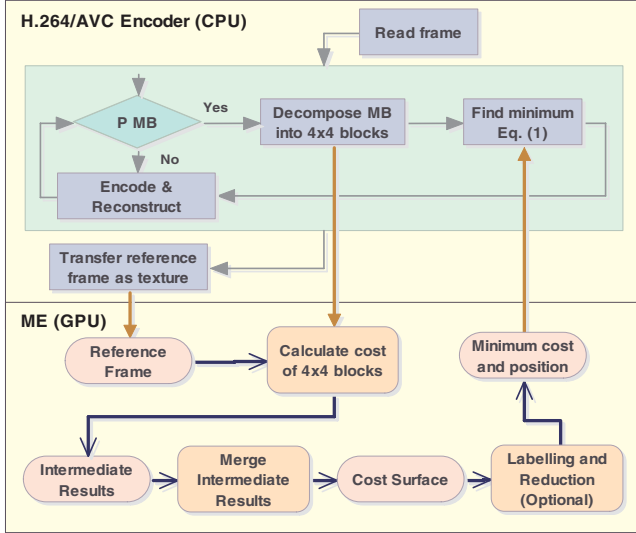 H.264/AVC Encoder (CPU)
Read frame
P MB
Yes
No
Decompose MB
into 4x4 blocks
Find minimum
Eq. (1)
Encode &
Reconstruct
Transfer reference
frame as texture
ME (GPU)
Reference
Frame
Calculate cost
of 4x4 blocks
Minimum cost
and position
Intermediate
Results
Merge
Intermediate
Results
Cost Surface
Labelling and
Reduction
(Optional)